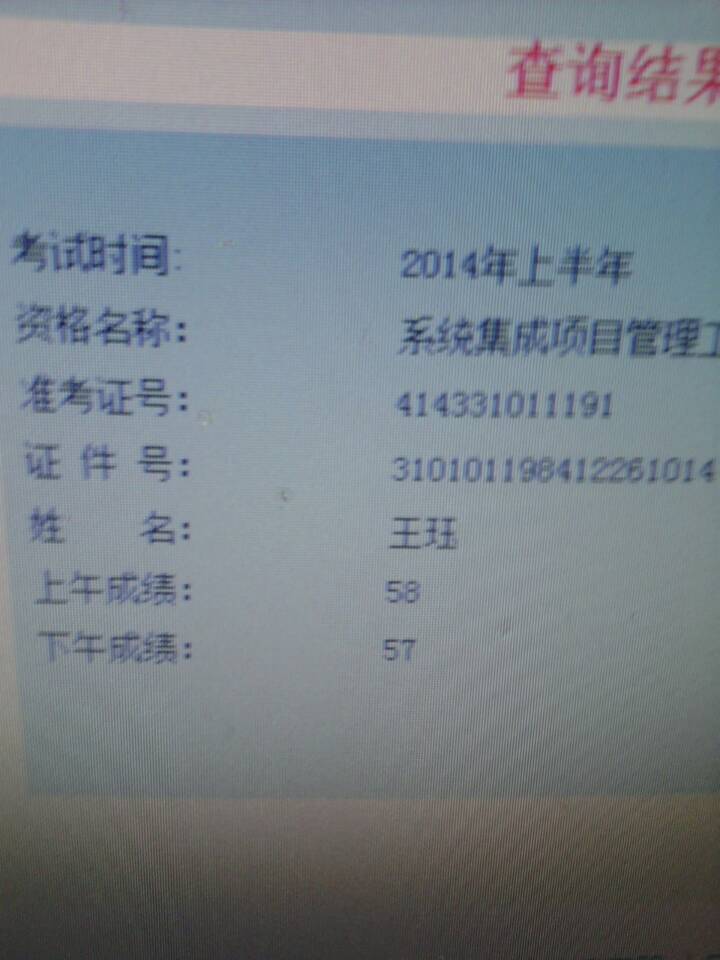 查询结果
考试时间: 2014年上半年
资格名称: 系统集成项目管理工
准考证号: 414331011191
证 件 号: 310101198412261014
姓 名: 王珏
上午成绩: 58
下午成绩: 57